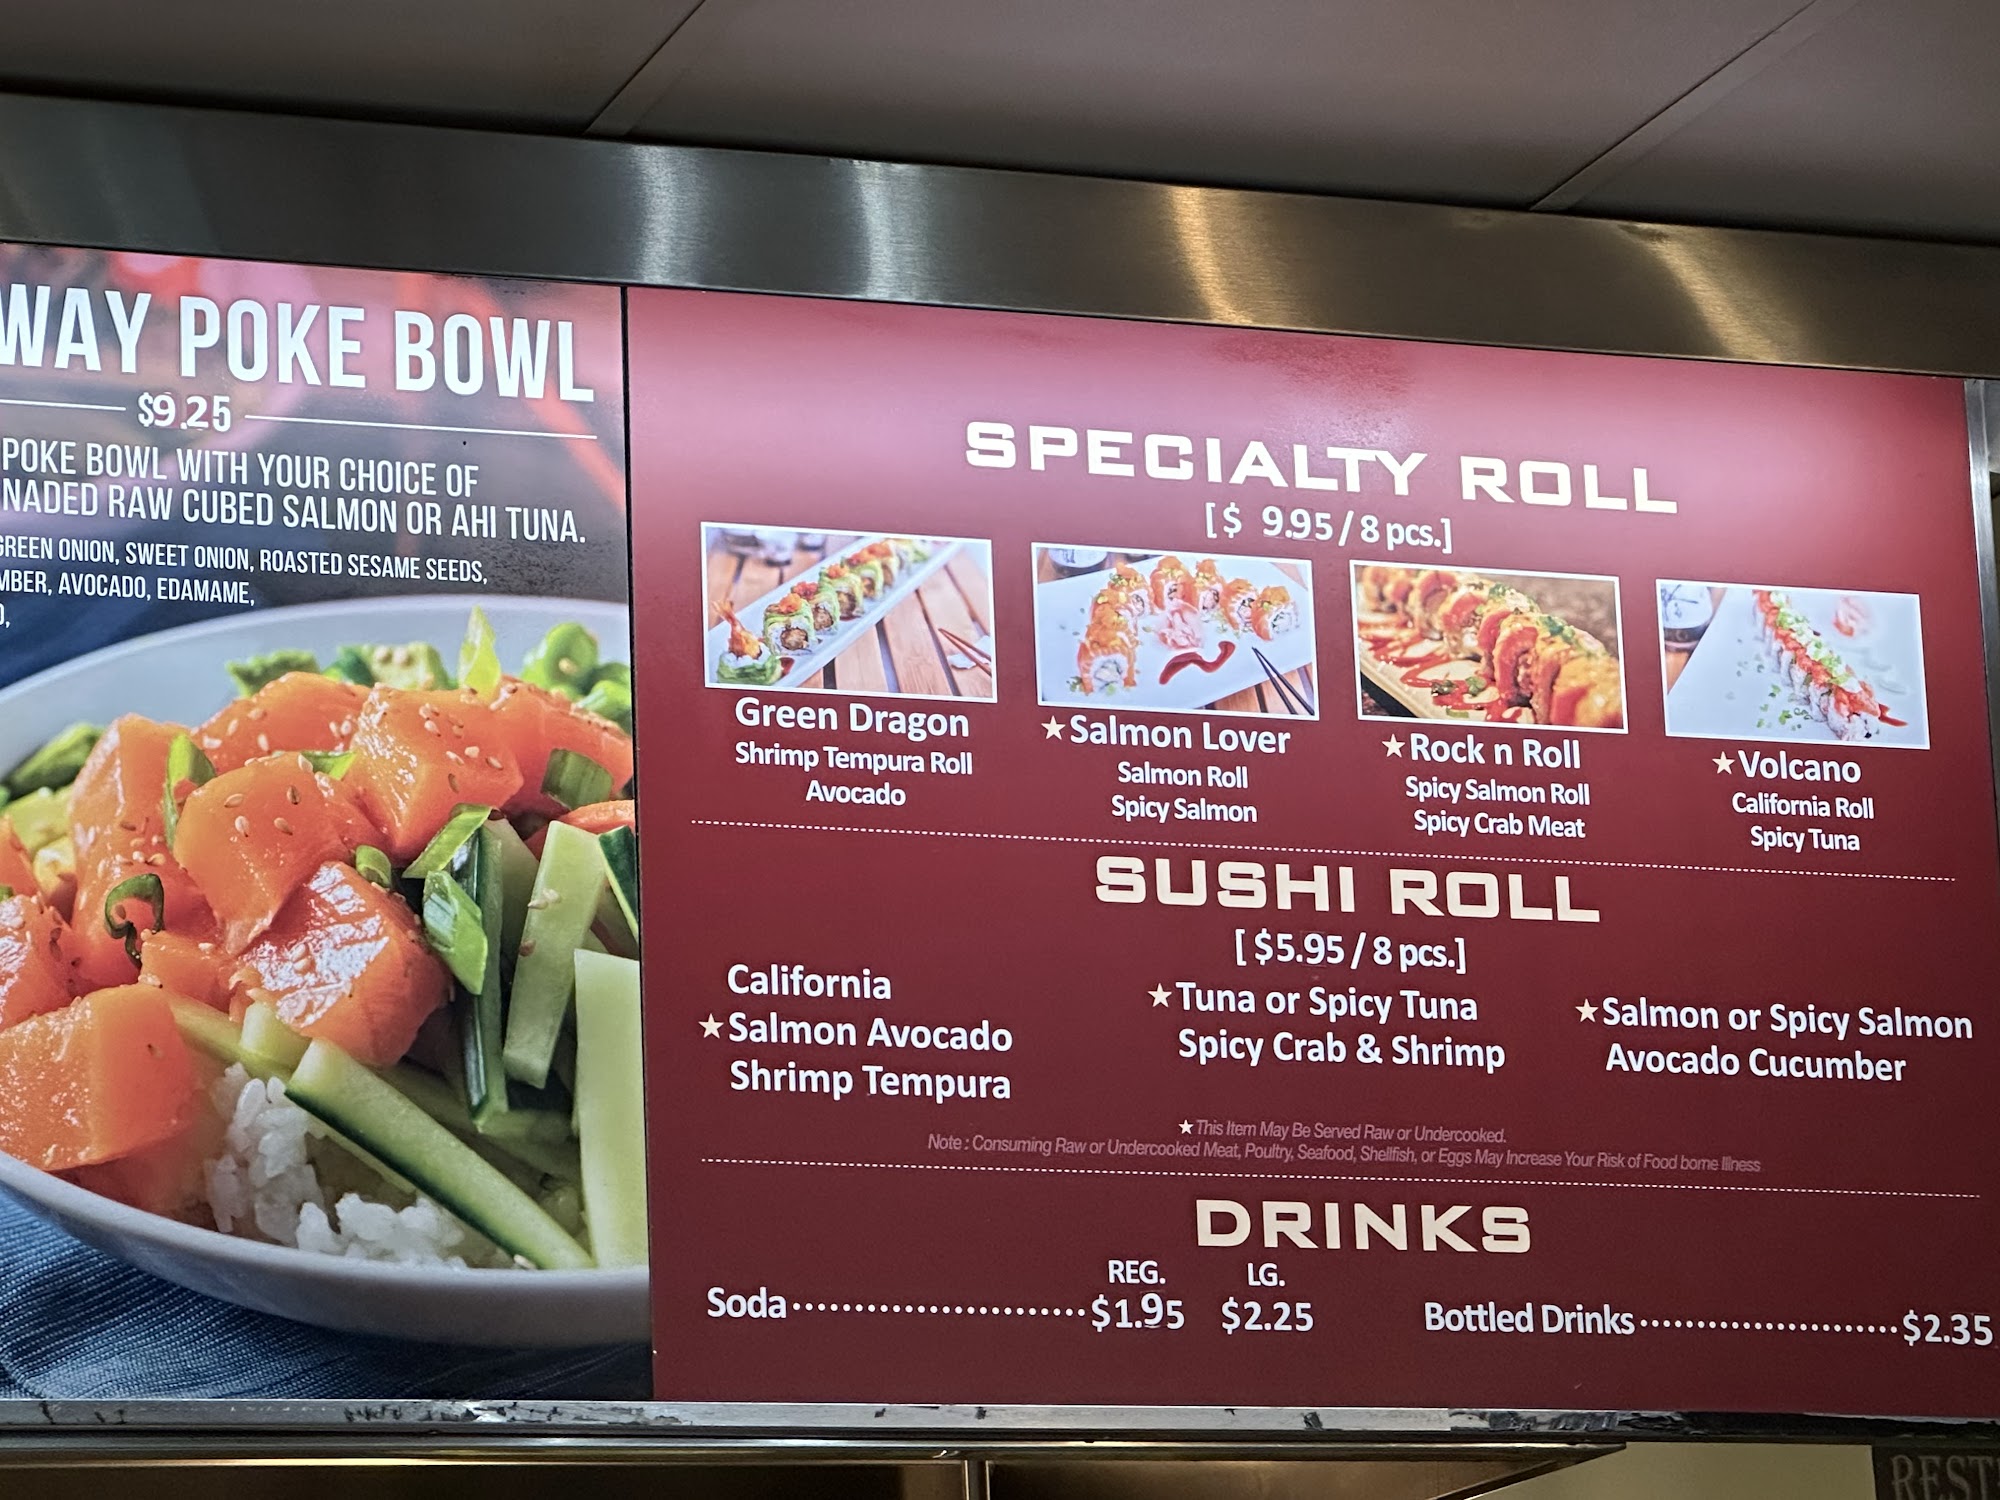 WAY POKE BOWL
$9.25
POKE BOWL WITH YOUR CHOICE OF
NADED RAW CUBED SALMON OR AHI TUNA.
GREEN ONION, SWEET ONION, ROASTED SESAME SEEDS,
MBER, AVOCADO, EDAMAME,
SPECIALTY ROLL
[$ 9.95/8 pcs.]
Green Dragon
Shrimp Tempura Roll
Avocado
★Salmon Lover
Salmon Roll
Spicy Salmon
★Rock n Roll
Spicy Salmon Roll
Spicy Crab Meat
★Volcano
California Roll
Spicy Tuna
SUSHI ROLL
[$5.95/8 pcs.]
California
★Salmon Avocado
Shrimp Tempura
★Tuna or Spicy Tuna
Spicy Crab & Shrimp
★Salmon or Spicy Salmon
Avocado Cucumber
★This Item May Be Served Raw or Undercooked.
Note : Consuming Raw or Undercooked Meat, Poultry, Seafood, Shellfish, or Eggs May Increase Your Risk of Food borne Illness
DRINKS
REG. LG.
Soda $1.95 $2.25
Bottled Drinks $2.35
REST